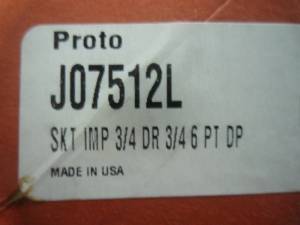 Proto
J07512L
SKT IMP 3/4 DR 3/4 6 PT DP
MADE IN USA